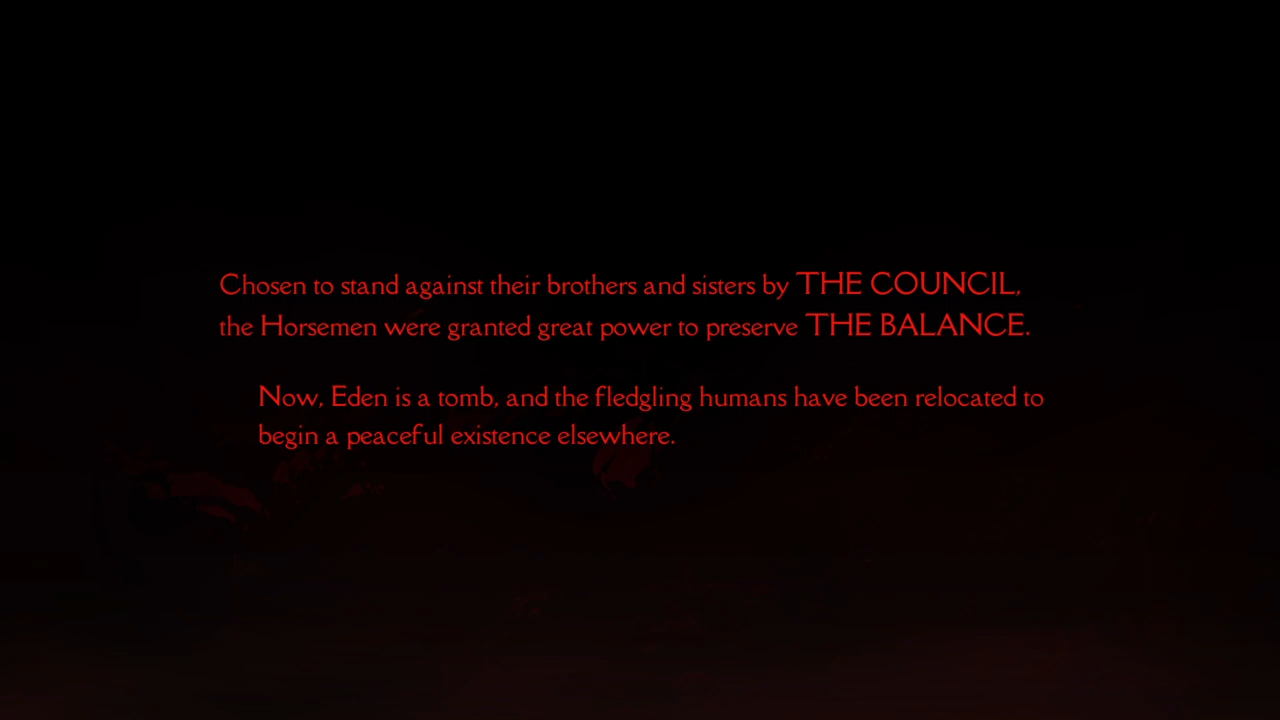 Chosen to stand against their brothers and sisters by THE COUNCIL,
the Horsemen were granted great power to preserve THE BALANCE.
Now, Eden is a tomb, and the fledgling humans have been relocated to
begin a peaceful existence elsewhere.